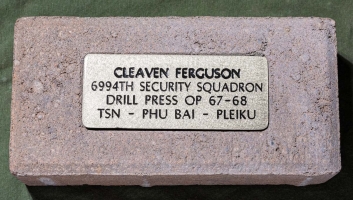 CLEAVEN FERGUSON
6994TH SECURITY SQUADRON
DRILL PRESS OP 67-68
TSN - PHU BAI - PLEIKU